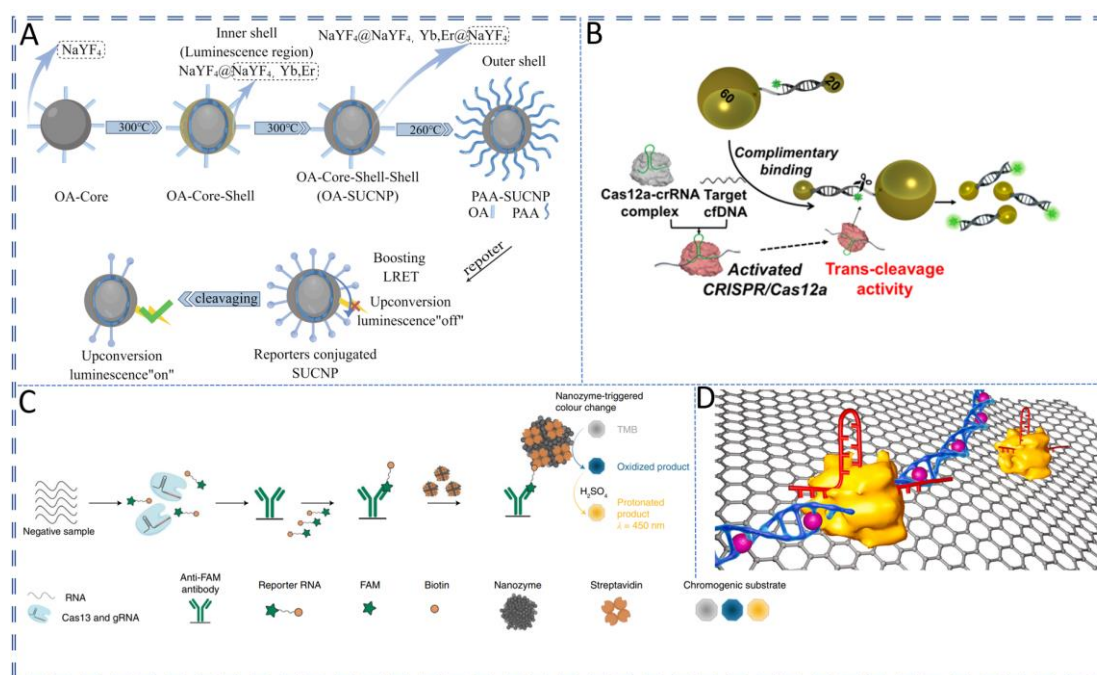 A
NaYF₄
Inner shell
(Luminescence region)
NaYF₄@NaYF₄, Yb,Er
NaYF₄@NaYF₄, Yb,Er@NaYF₄
Outer shell
300℃
300℃
260℃
OA-Core
OA-Core-Shell
OA-Core-Shell-Shell
(OA-SUCNP)
PAA-SUCNP
OA PAA
repoter
Boosting
LRET
cleavaging
Upconversion
luminescence"off"
Upconversion
luminescence"on"
Reporters conjugated
SUCNP
B
60
20
Complimentary
binding
Cas12a-crRNA
complex
Target
cfDNA
Activated
CRISPR/Cas12a
Trans-cleavage
activity
C
Nanozyme-triggered
colour change
TMB
Oxidized product
H₂SO₄
Protonated
product
λ = 450 nm
Negative sample
RNA
Cas13 and gRNA
Anti-FAM
antibody
Reporter RNA
FAM
Biotin
Nanozyme
Streptavidin
Chromogenic substrate
D